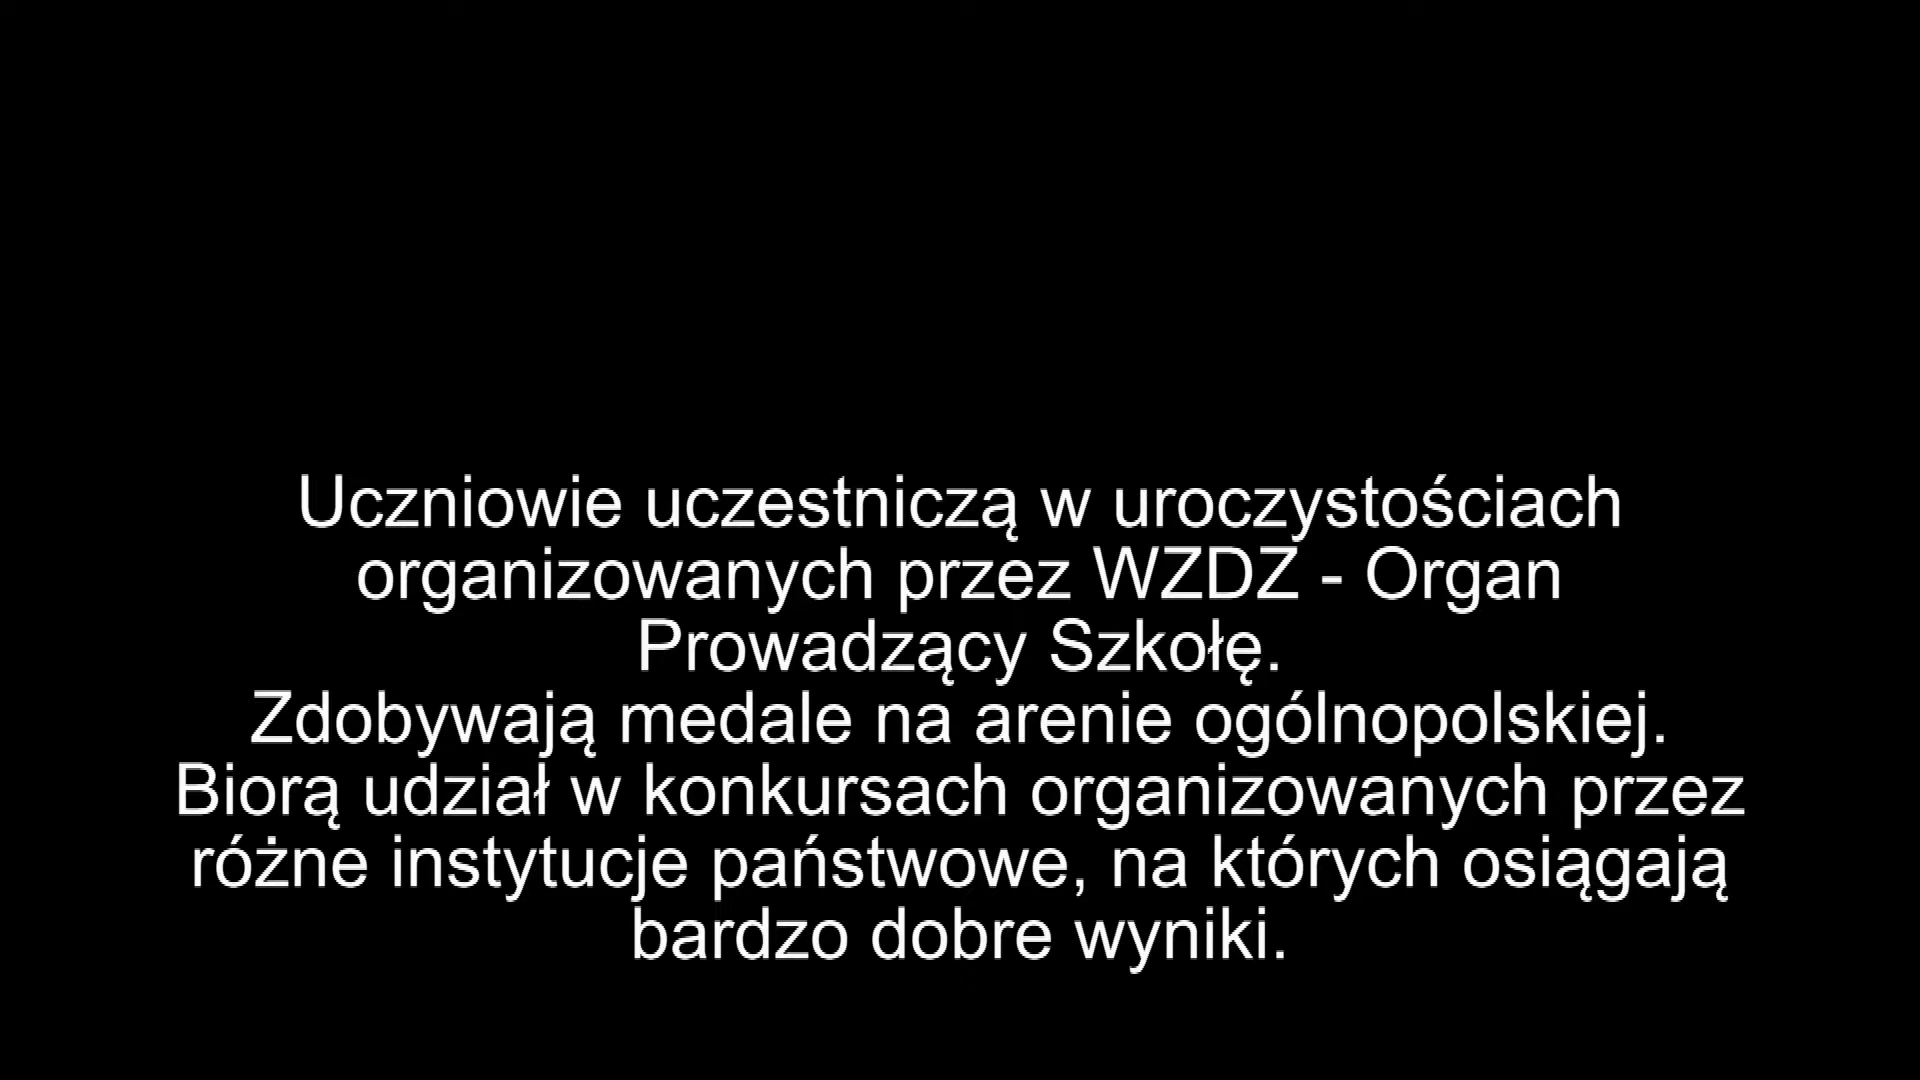 Uczniowie uczestniczą w uroczystościach
organizowanych przez WZDZ - Organ
Prowadzący Szkołę.
Zdobywają medale na arenie ogólnopolskiej.
Biorą udział w konkursach organizowanych przez
różne instytucje państwowe, na których osiągają
bardzo dobre wyniki.